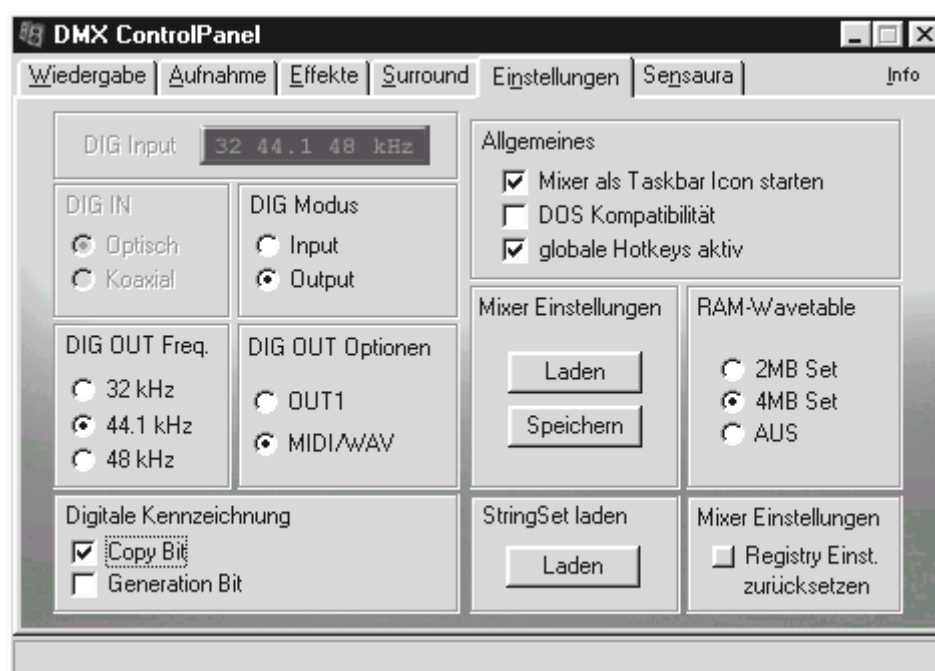 DMX ControlPanel
Wiedergabe Aufnahme Effekte Surround Einstellungen Sensaura Info
DIG Input 32 44.1 48 kHz
DIG IN
Optisch
Koaxial
DIG Modus
Input
Output
DIG OUT Freq.
32 kHz
44.1 kHz
48 kHz
DIG OUT Optionen
OUT1
MIDI/WAV
Digitale Kennzeichnung
Copy Bit
Generation Bit
Allgemeines
Mixer als Taskbar Icon starten
DOS Kompatibilität
globale Hotkeys aktiv
Mixer Einstellungen
Laden
Speichern
RAM-Wavetable
2MB Set
4MB Set
AUS
StringSet laden
Laden
Mixer Einstellungen
Registry Einst.
zurücksetzen